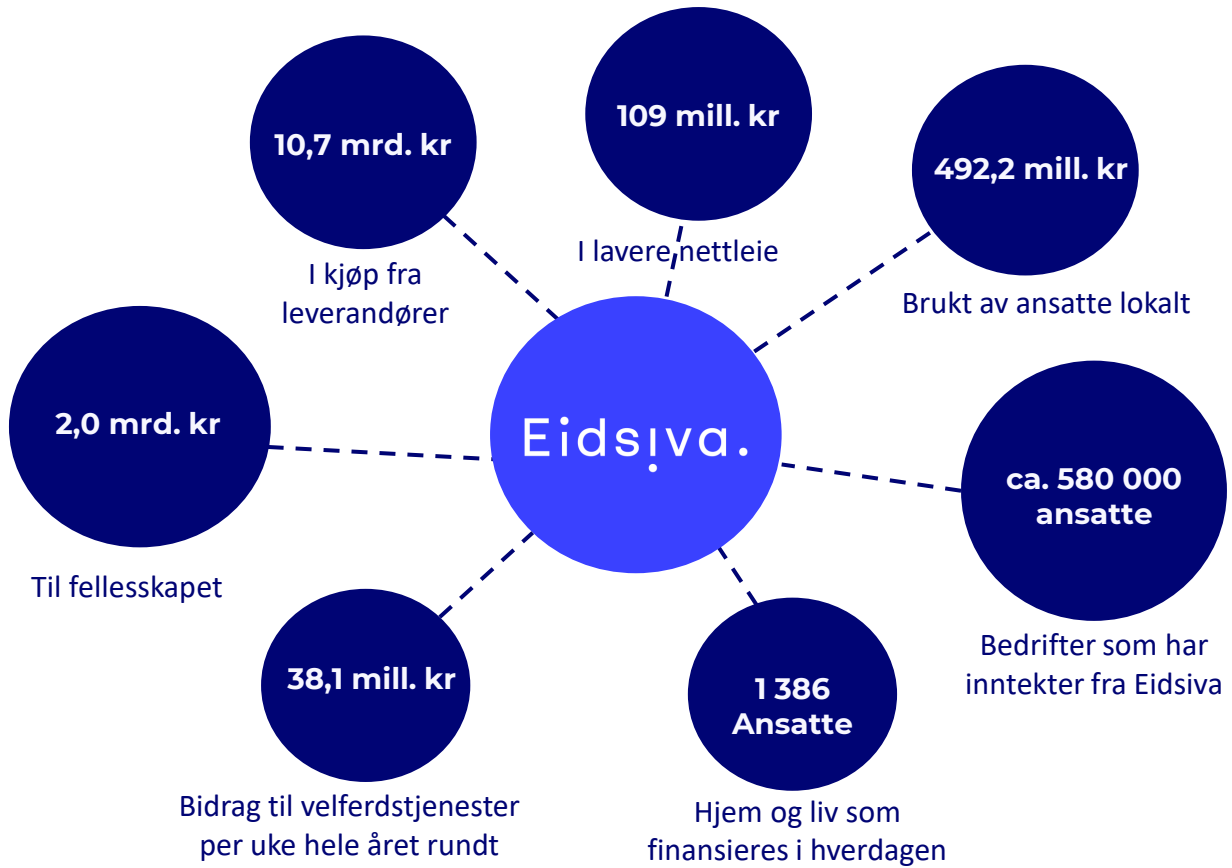 109 mill. kr
I lavere nettleie
10,7 mrd. kr
I kjøp fra
leverandører
492,2 mill. kr
Brukt av ansatte lokalt
2,0 mrd. kr
Til fellesskapet
Eidsiva.
ca. 580 000
ansatte
Bedrifter som har
inntekter fra Eidsiva
38,1 mill. kr
Bidrag til velferdstjenester
per uke hele året rundt
1 386
Ansatte
Hjem og liv som
finansieres i hverdagen